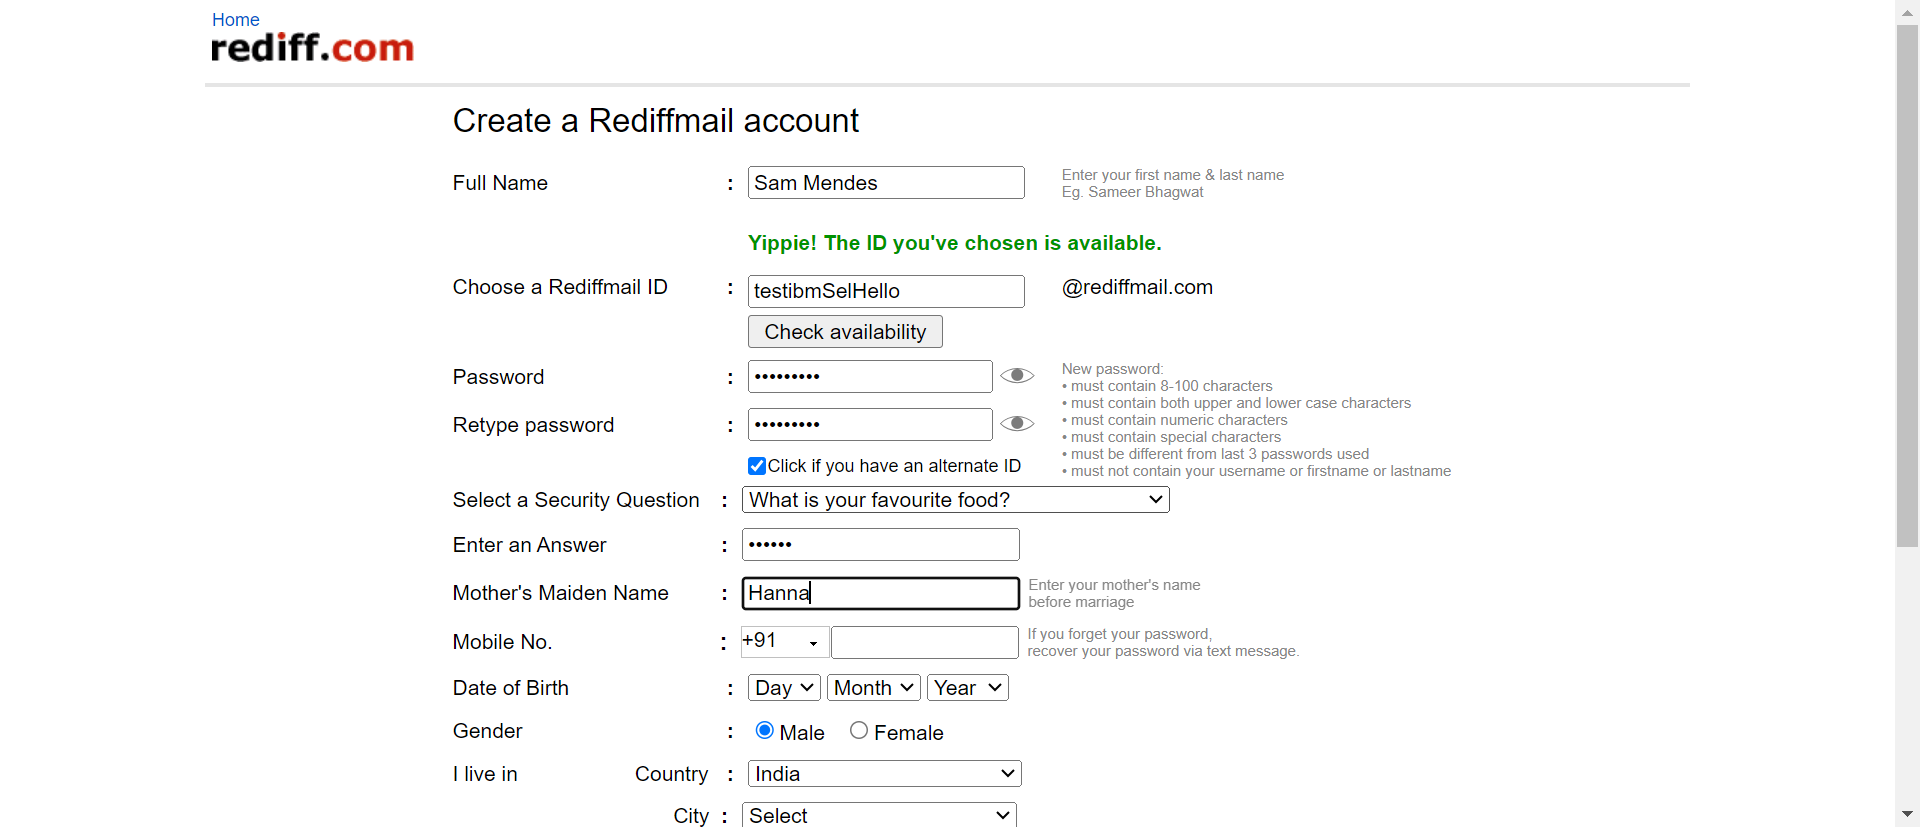 Home
rediff.com
Create a Rediffmail account
Full Name : Sam Mendes Enter your first name & last name
Eg. Sameer Bhagwat
Yippie! The ID you've chosen is available.
Choose a Rediffmail ID : testibmSelHello @rediffmail.com
Check availability
Password : ••••••••• New password:
• must contain 8-100 characters
• must contain both upper and lower case characters
Retype password : ••••••••• • must contain numeric characters
• must contain special characters
• must be different from last 3 passwords used
Click if you have an alternate ID • must not contain your username or firstname or lastname
Select a Security Question : What is your favourite food?
Enter an Answer : ••••••
Mother's Maiden Name : Hanna Enter your mother's name
before marriage
Mobile No. : +91 If you forget your password,
recover your password via text message.
Date of Birth : Day Month Year
Gender : Male Female
I live in Country : India
City : Select